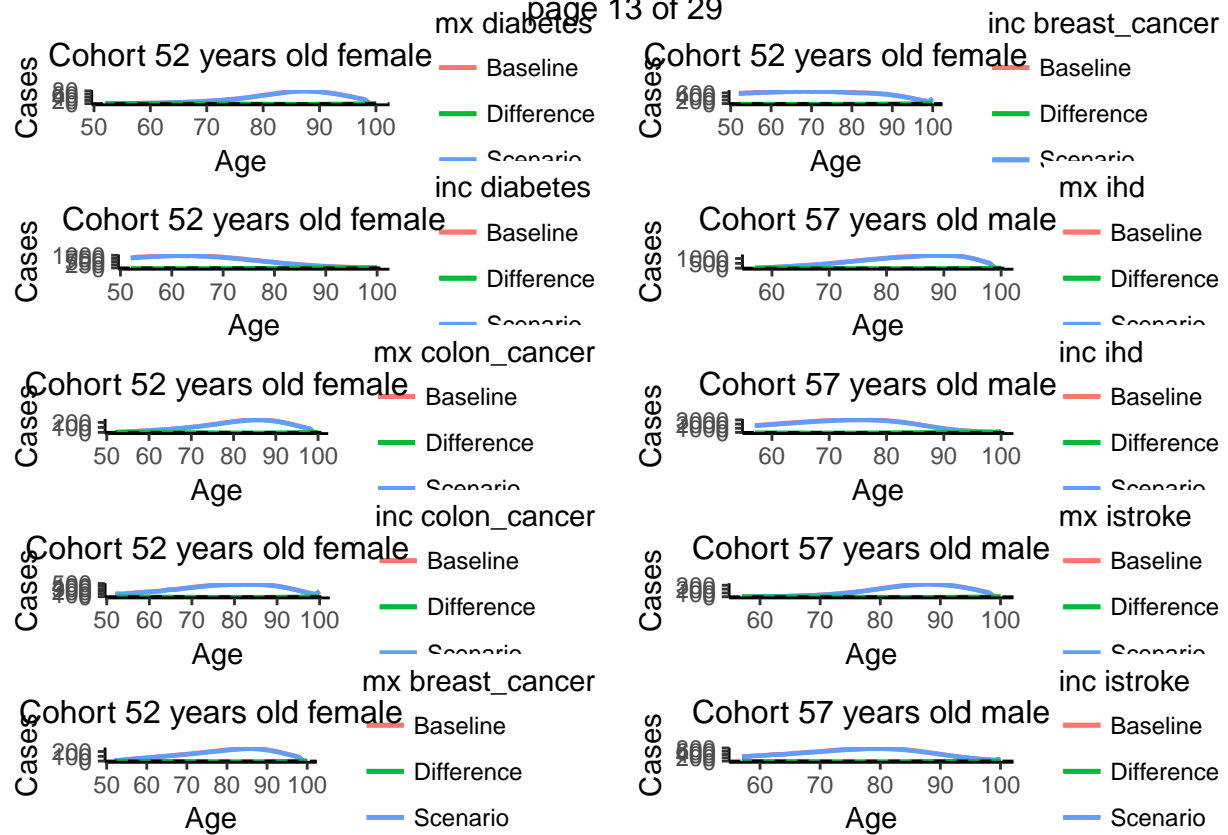 page 13 of 29
mx diabetes
Cohort 52 years old female
Cases
50 60 70 80 90 100
Age
Baseline
Difference
Scenario
inc diabetes
Cohort 52 years old female
Cases
50 60 70 80 90 100
Age
Baseline
Difference
Scenario
mx colon_cancer
Cohort 52 years old female
Cases
50 60 70 80 90 100
Age
Baseline
Difference
Scenario
inc colon_cancer
Cohort 52 years old female
Cases
50 60 70 80 90 100
Age
Baseline
Difference
Scenario
mx breast_cancer
Cohort 52 years old female
Cases
50 60 70 80 90 100
Age
Baseline
Difference
Scenario
inc breast_cancer
Cohort 52 years old female
Cases
50 60 70 80 90 100
Age
Baseline
Difference
Scenario
mx ihd
Cohort 57 years old male
Cases
60 70 80 90 100
Age
Baseline
Difference
Scenario
inc ihd
Cohort 57 years old male
Cases
60 70 80 90 100
Age
Baseline
Difference
Scenario
mx istroke
Cohort 57 years old male
Cases
60 70 80 90 100
Age
Baseline
Difference
Scenario
inc istroke
Cohort 57 years old male
Cases
60 70 80 90 100
Age
Baseline
Difference
Scenario